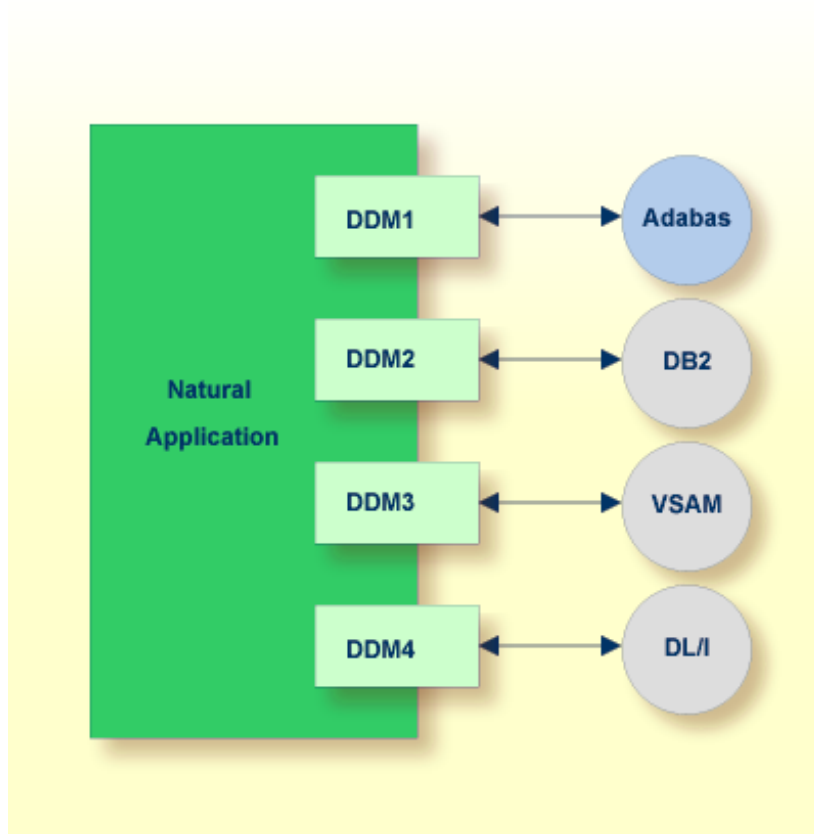 DDM1
Adabas
DDM2
DB2
Natural
Application
DDM3
VSAM
DDM4
DL/I